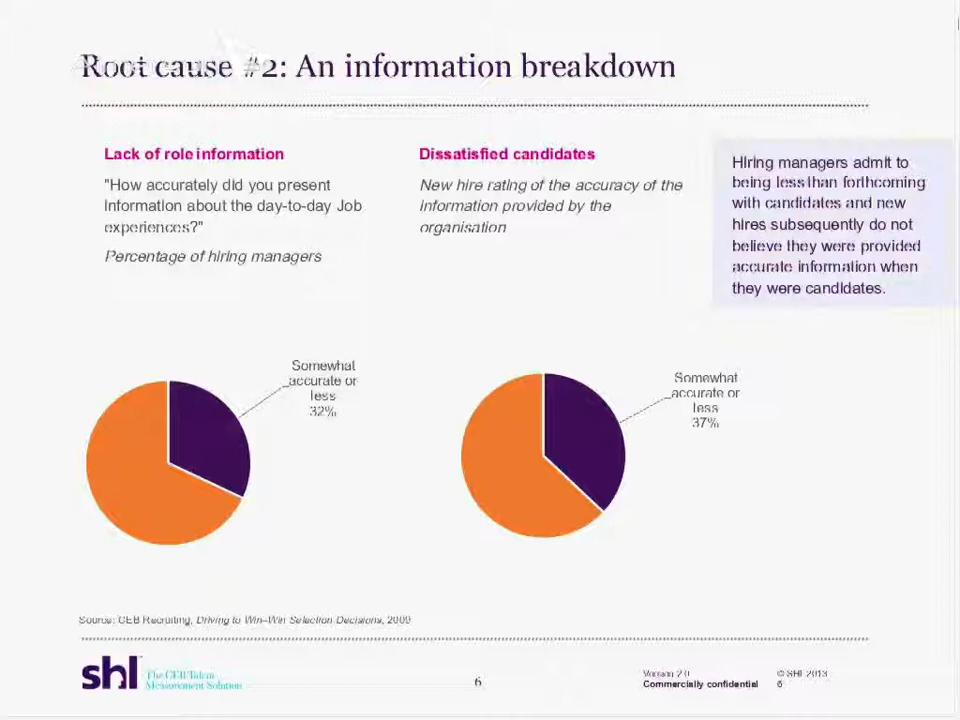 Root cause #2: An information breakdown
Lack of role information
"How accurately did you present
information about the day-to-day Job
experiences?"
Percentage of hiring managers
Dissatisfied candidates
New hire rating of the accuracy of the
information provided by the
organisation
Hiring managers admit to
being less than forthcoming
with candidates and new
hires subsequently do not
believe they were provided
accurate information when
they were candidates.
Somewhat
accurate or
less
32%
Somewhat
accurate or
less
37%
Source: CEB Recruiting, Driving to Win–Win Selection Decisions, 2009
shl
The CEB Talent
Measurement Solution
6
Version 2.0
Commercially confidential
© SHL 2013
6